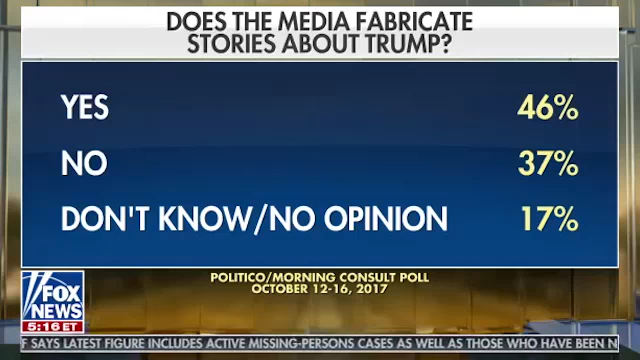 DOES THE MEDIA FABRICATE
STORIES ABOUT TRUMP?
YES 46%
NO 37%
DON'T KNOW/NO OPINION 17%
POLITICO/MORNING CONSULT POLL
OCTOBER 12-16, 2017
FOX
NEWS
5:16 ET
F SAYS LATEST FIGURE INCLUDES ACTIVE MISSING-PERSONS CASES AS WELL AS THOSE WHO HAVE BEEN N